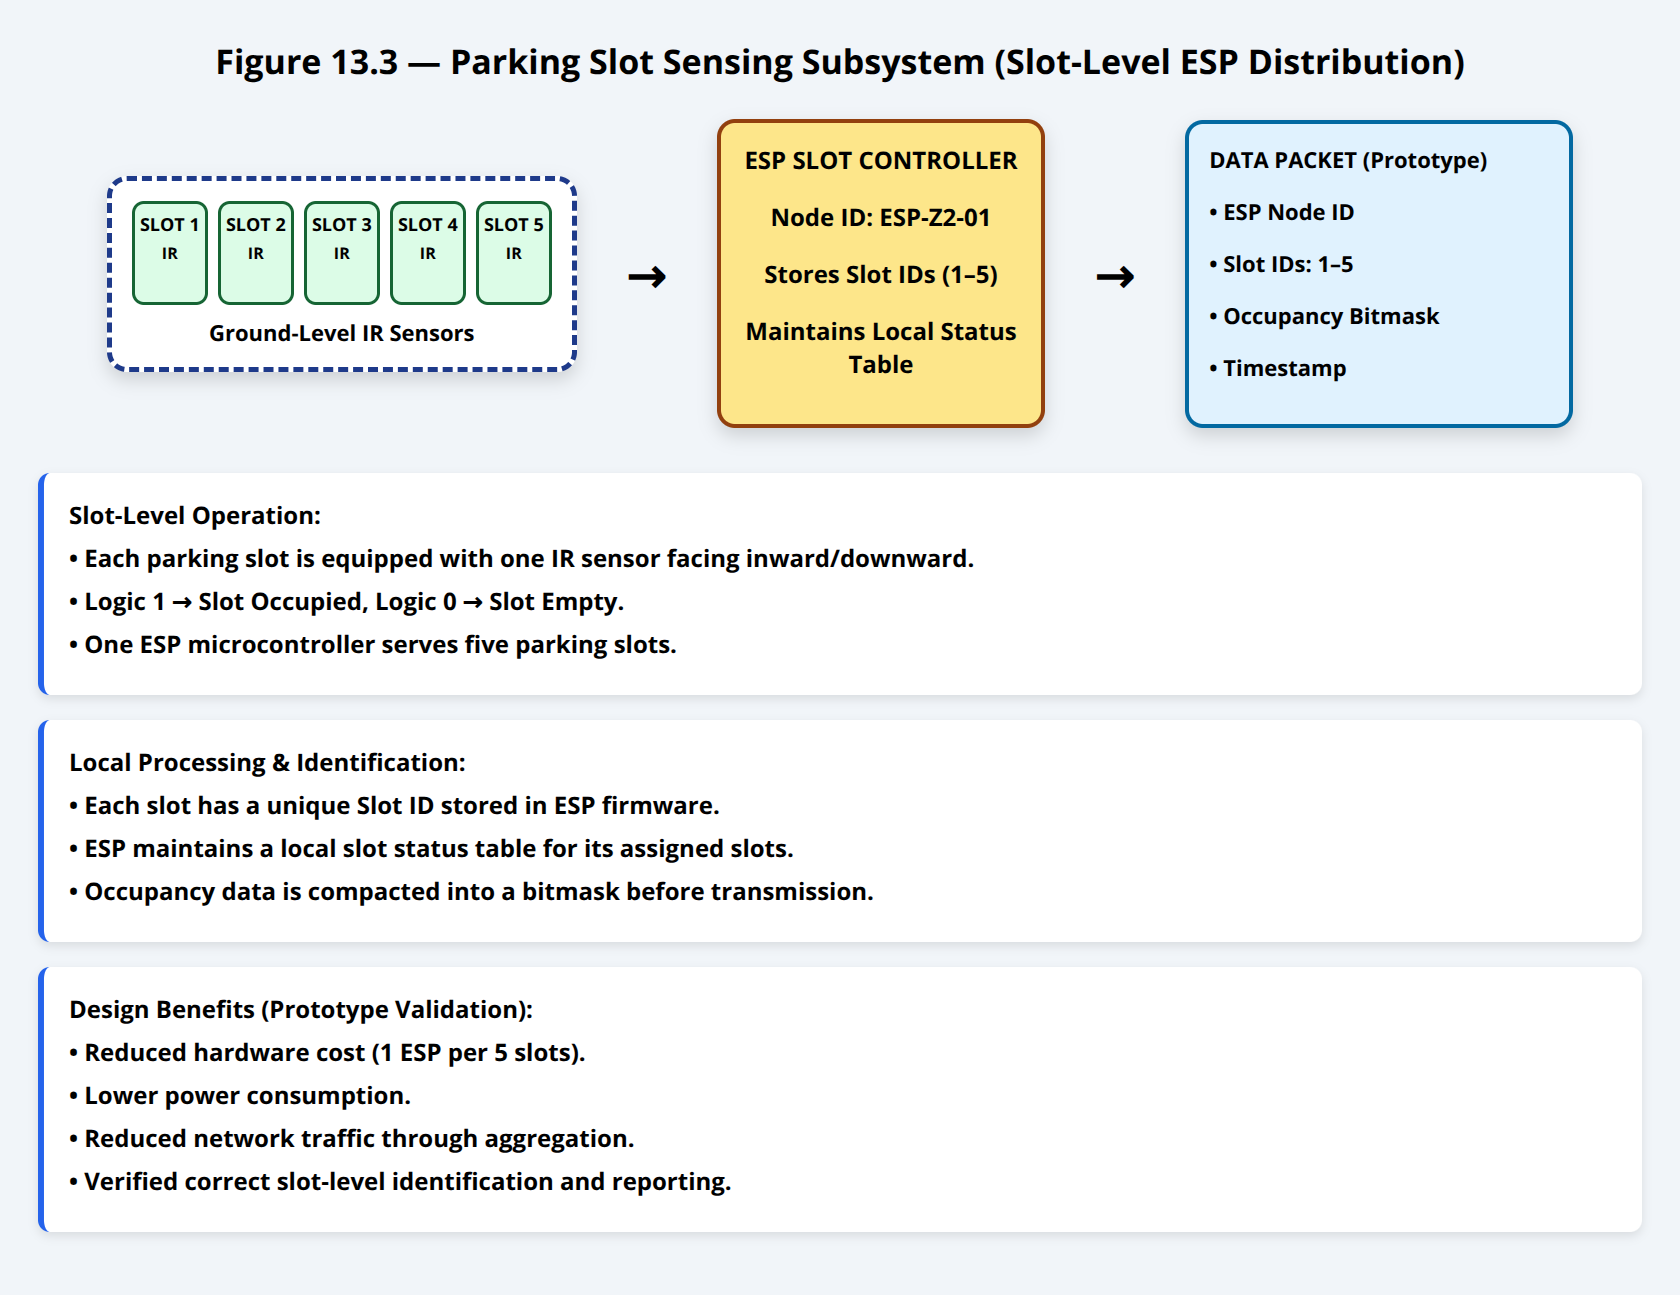 Figure 13.3 — Parking Slot Sensing Subsystem (Slot-Level ESP Distribution)
SLOT 1
IR
SLOT 2
IR
SLOT 3
IR
SLOT 4
IR
SLOT 5
IR
Ground-Level IR Sensors
→
ESP SLOT CONTROLLER
Node ID: ESP-Z2-01
Stores Slot IDs (1–5)
Maintains Local Status
Table
→
DATA PACKET (Prototype)
• ESP Node ID
• Slot IDs: 1–5
• Occupancy Bitmask
• Timestamp
Slot-Level Operation:
• Each parking slot is equipped with one IR sensor facing inward/downward.
• Logic 1 → Slot Occupied, Logic 0 → Slot Empty.
• One ESP microcontroller serves five parking slots.
Local Processing & Identification:
• Each slot has a unique Slot ID stored in ESP firmware.
• ESP maintains a local slot status table for its assigned slots.
• Occupancy data is compacted into a bitmask before transmission.
Design Benefits (Prototype Validation):
• Reduced hardware cost (1 ESP per 5 slots).
• Lower power consumption.
• Reduced network traffic through aggregation.
• Verified correct slot-level identification and reporting.